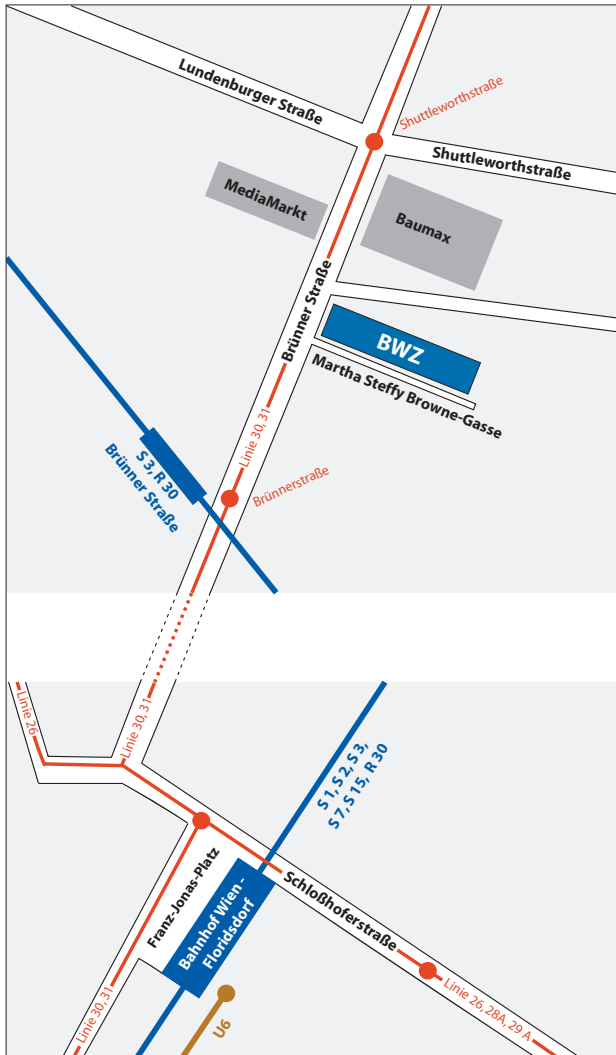 Lundenburger Straße
Shuttleworthstraße
Shuttleworthstraße
MediaMarkt
Baumax
Brünner Straße
BWZ
Martha Steffy Browne-Gasse
Linie 30, 31
S 3, R 30
Brünner Straße
Brünnerstraße
Linie 26
Linie 30, 31
S 1, S 2, S 3,
S 7, S 15, R 30
Franz-Jonas-Platz
Bahnhof Wien -
Floridsdorf
Schloßhoferstraße
Linie 30, 31
U6
Linie 26, 28A, 29 A